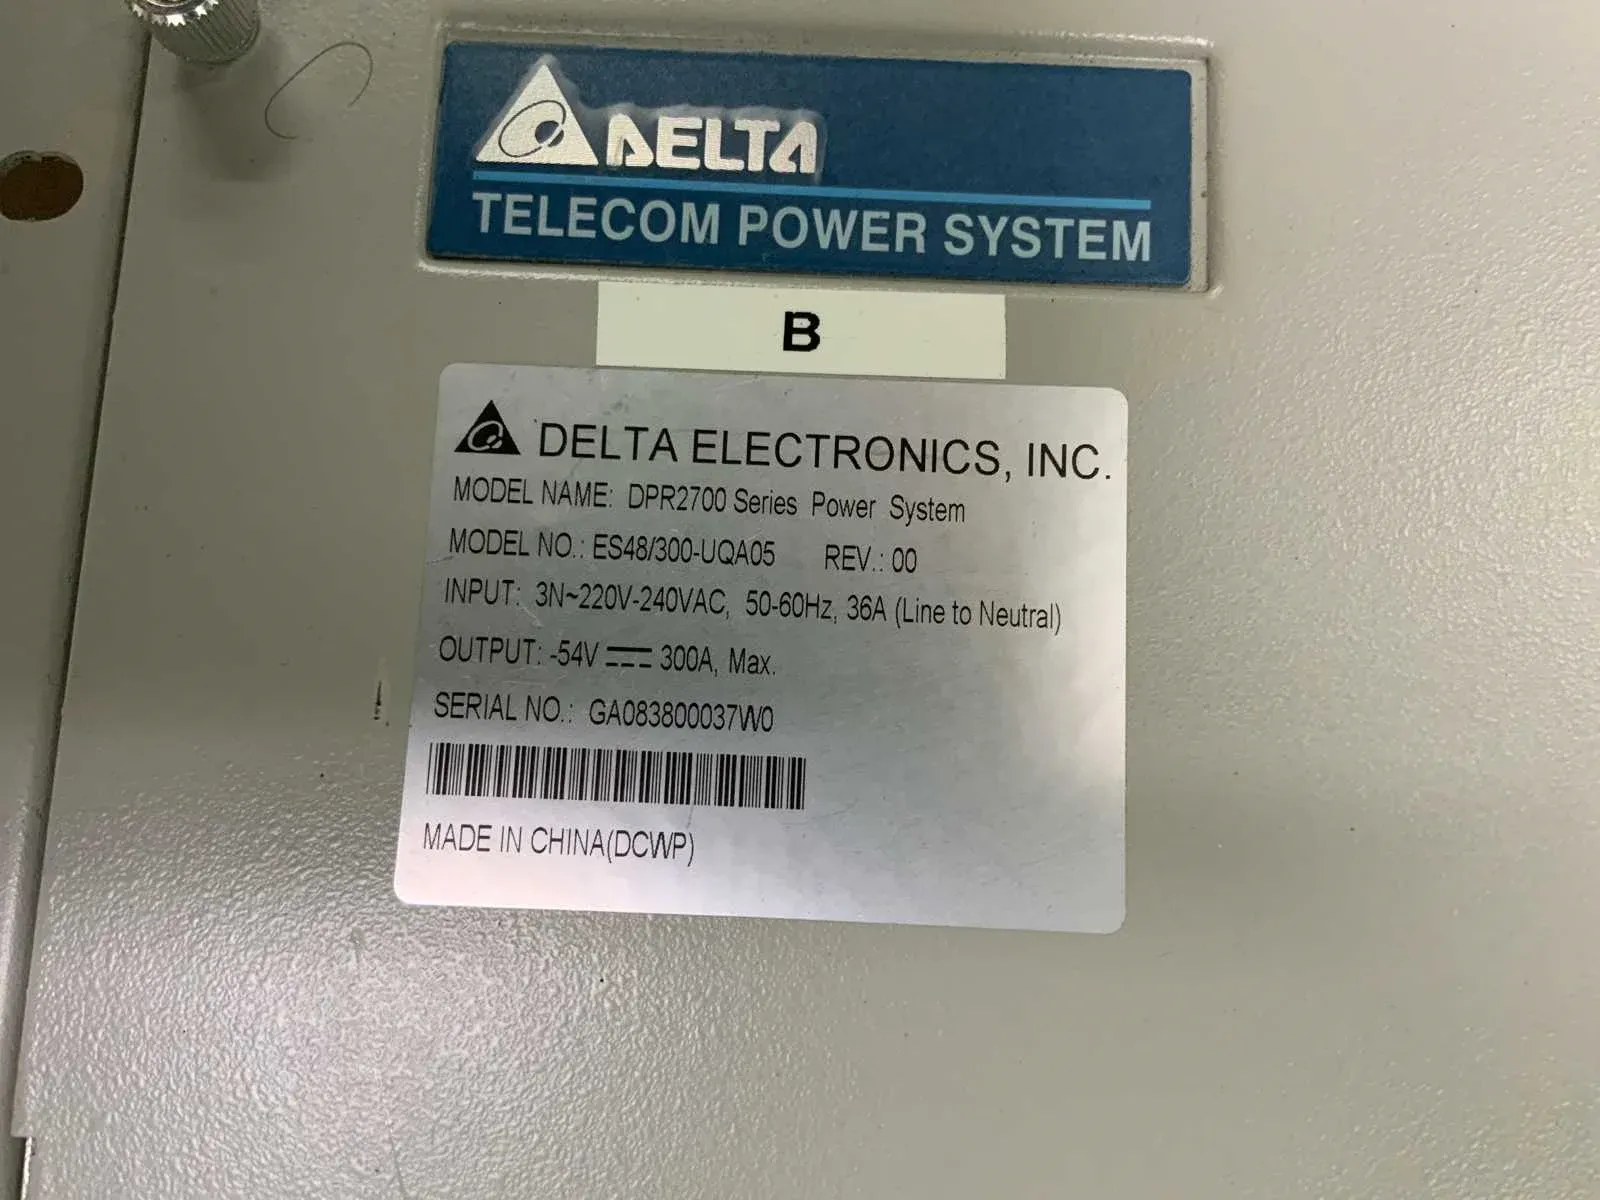 DELTA
TELECOM POWER SYSTEM
B
DELTA ELECTRONICS, INC.
MODEL NAME: DPR2700 Series Power System
MODEL NO.: ES48/300-UQA05 REV.: 00
INPUT: 3N~220V-240VAC, 50-60Hz, 36A (Line to Neutral)
OUTPUT: -54V ⎓ 300A, Max.
SERIAL NO.: GA083800037W0
MADE IN CHINA(DCWP)